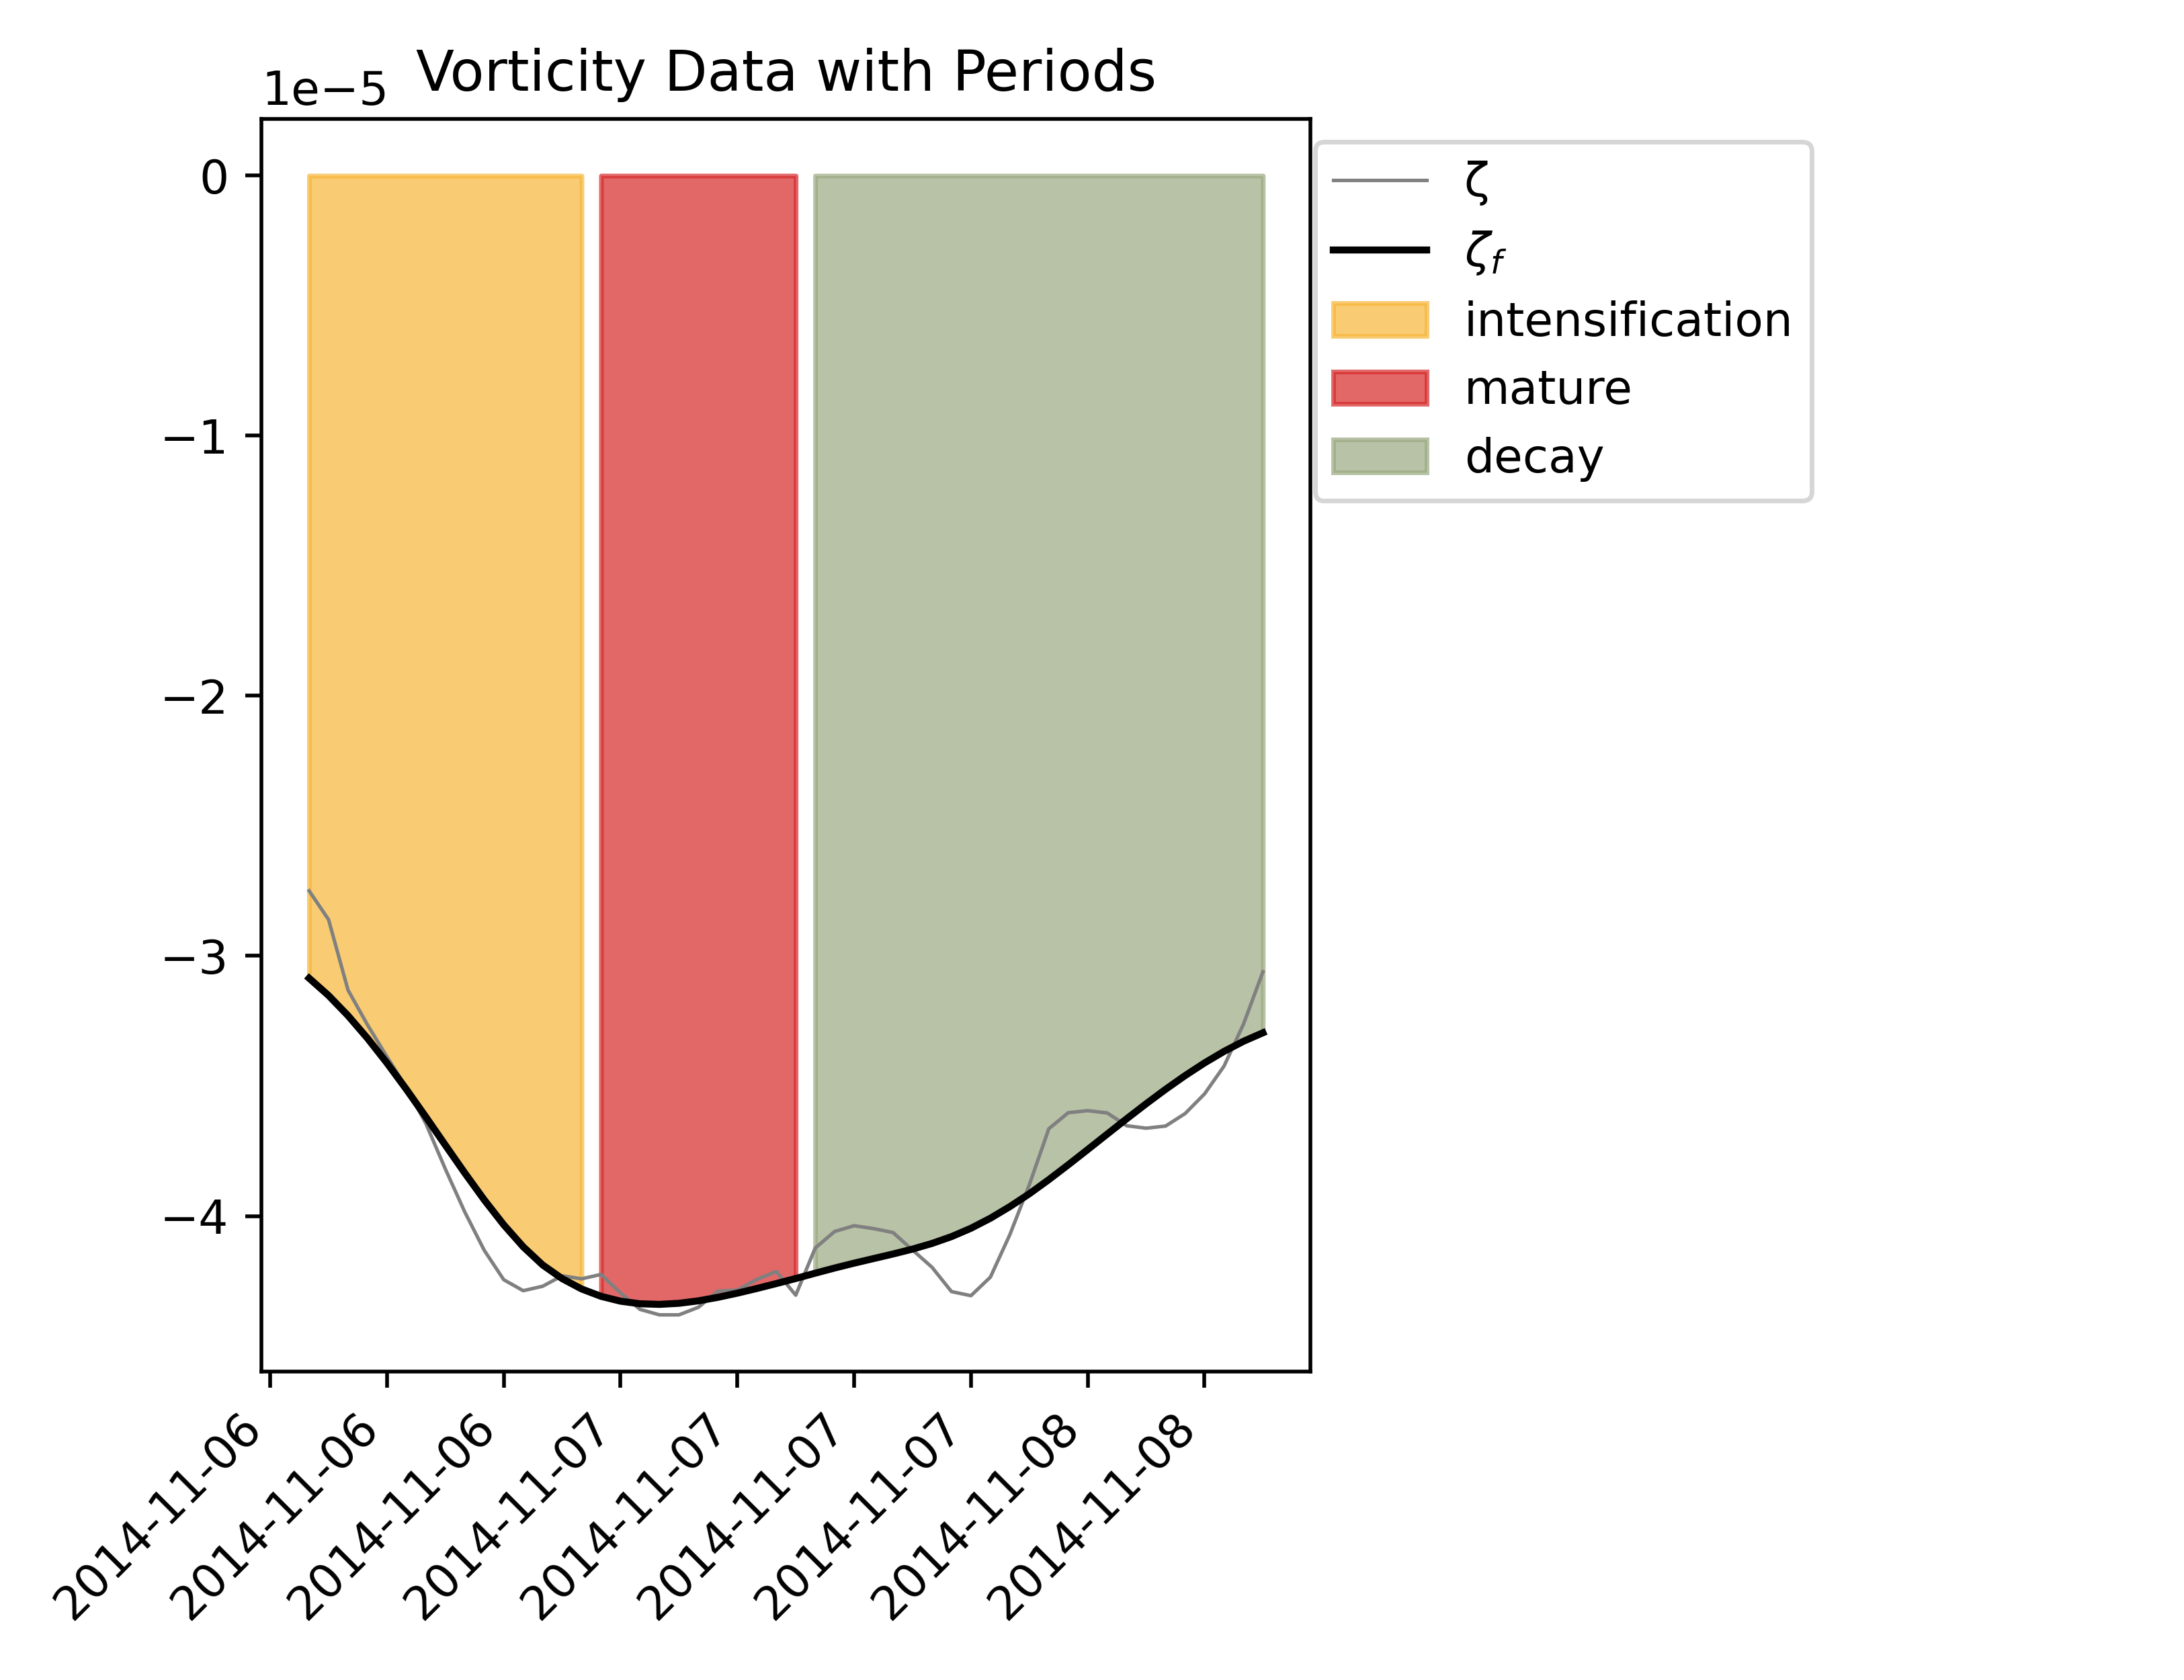 Vorticity Data with Periods
1e−5
0
−1
−2
−3
−4
ζ
ζf
intensification
mature
decay
2014-11-06
2014-11-06
2014-11-06
2014-11-07
2014-11-07
2014-11-07
2014-11-07
2014-11-08
2014-11-08